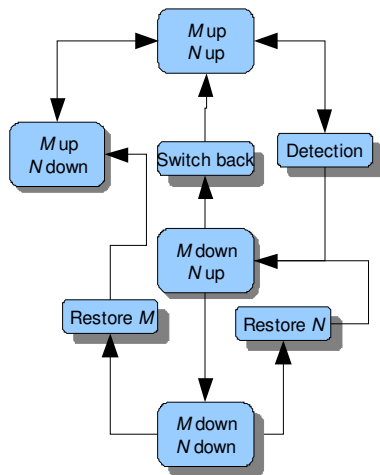 M up
N up
M up
N down
Switch back
Detection
M down
N up
Restore M
Restore N
M down
N down